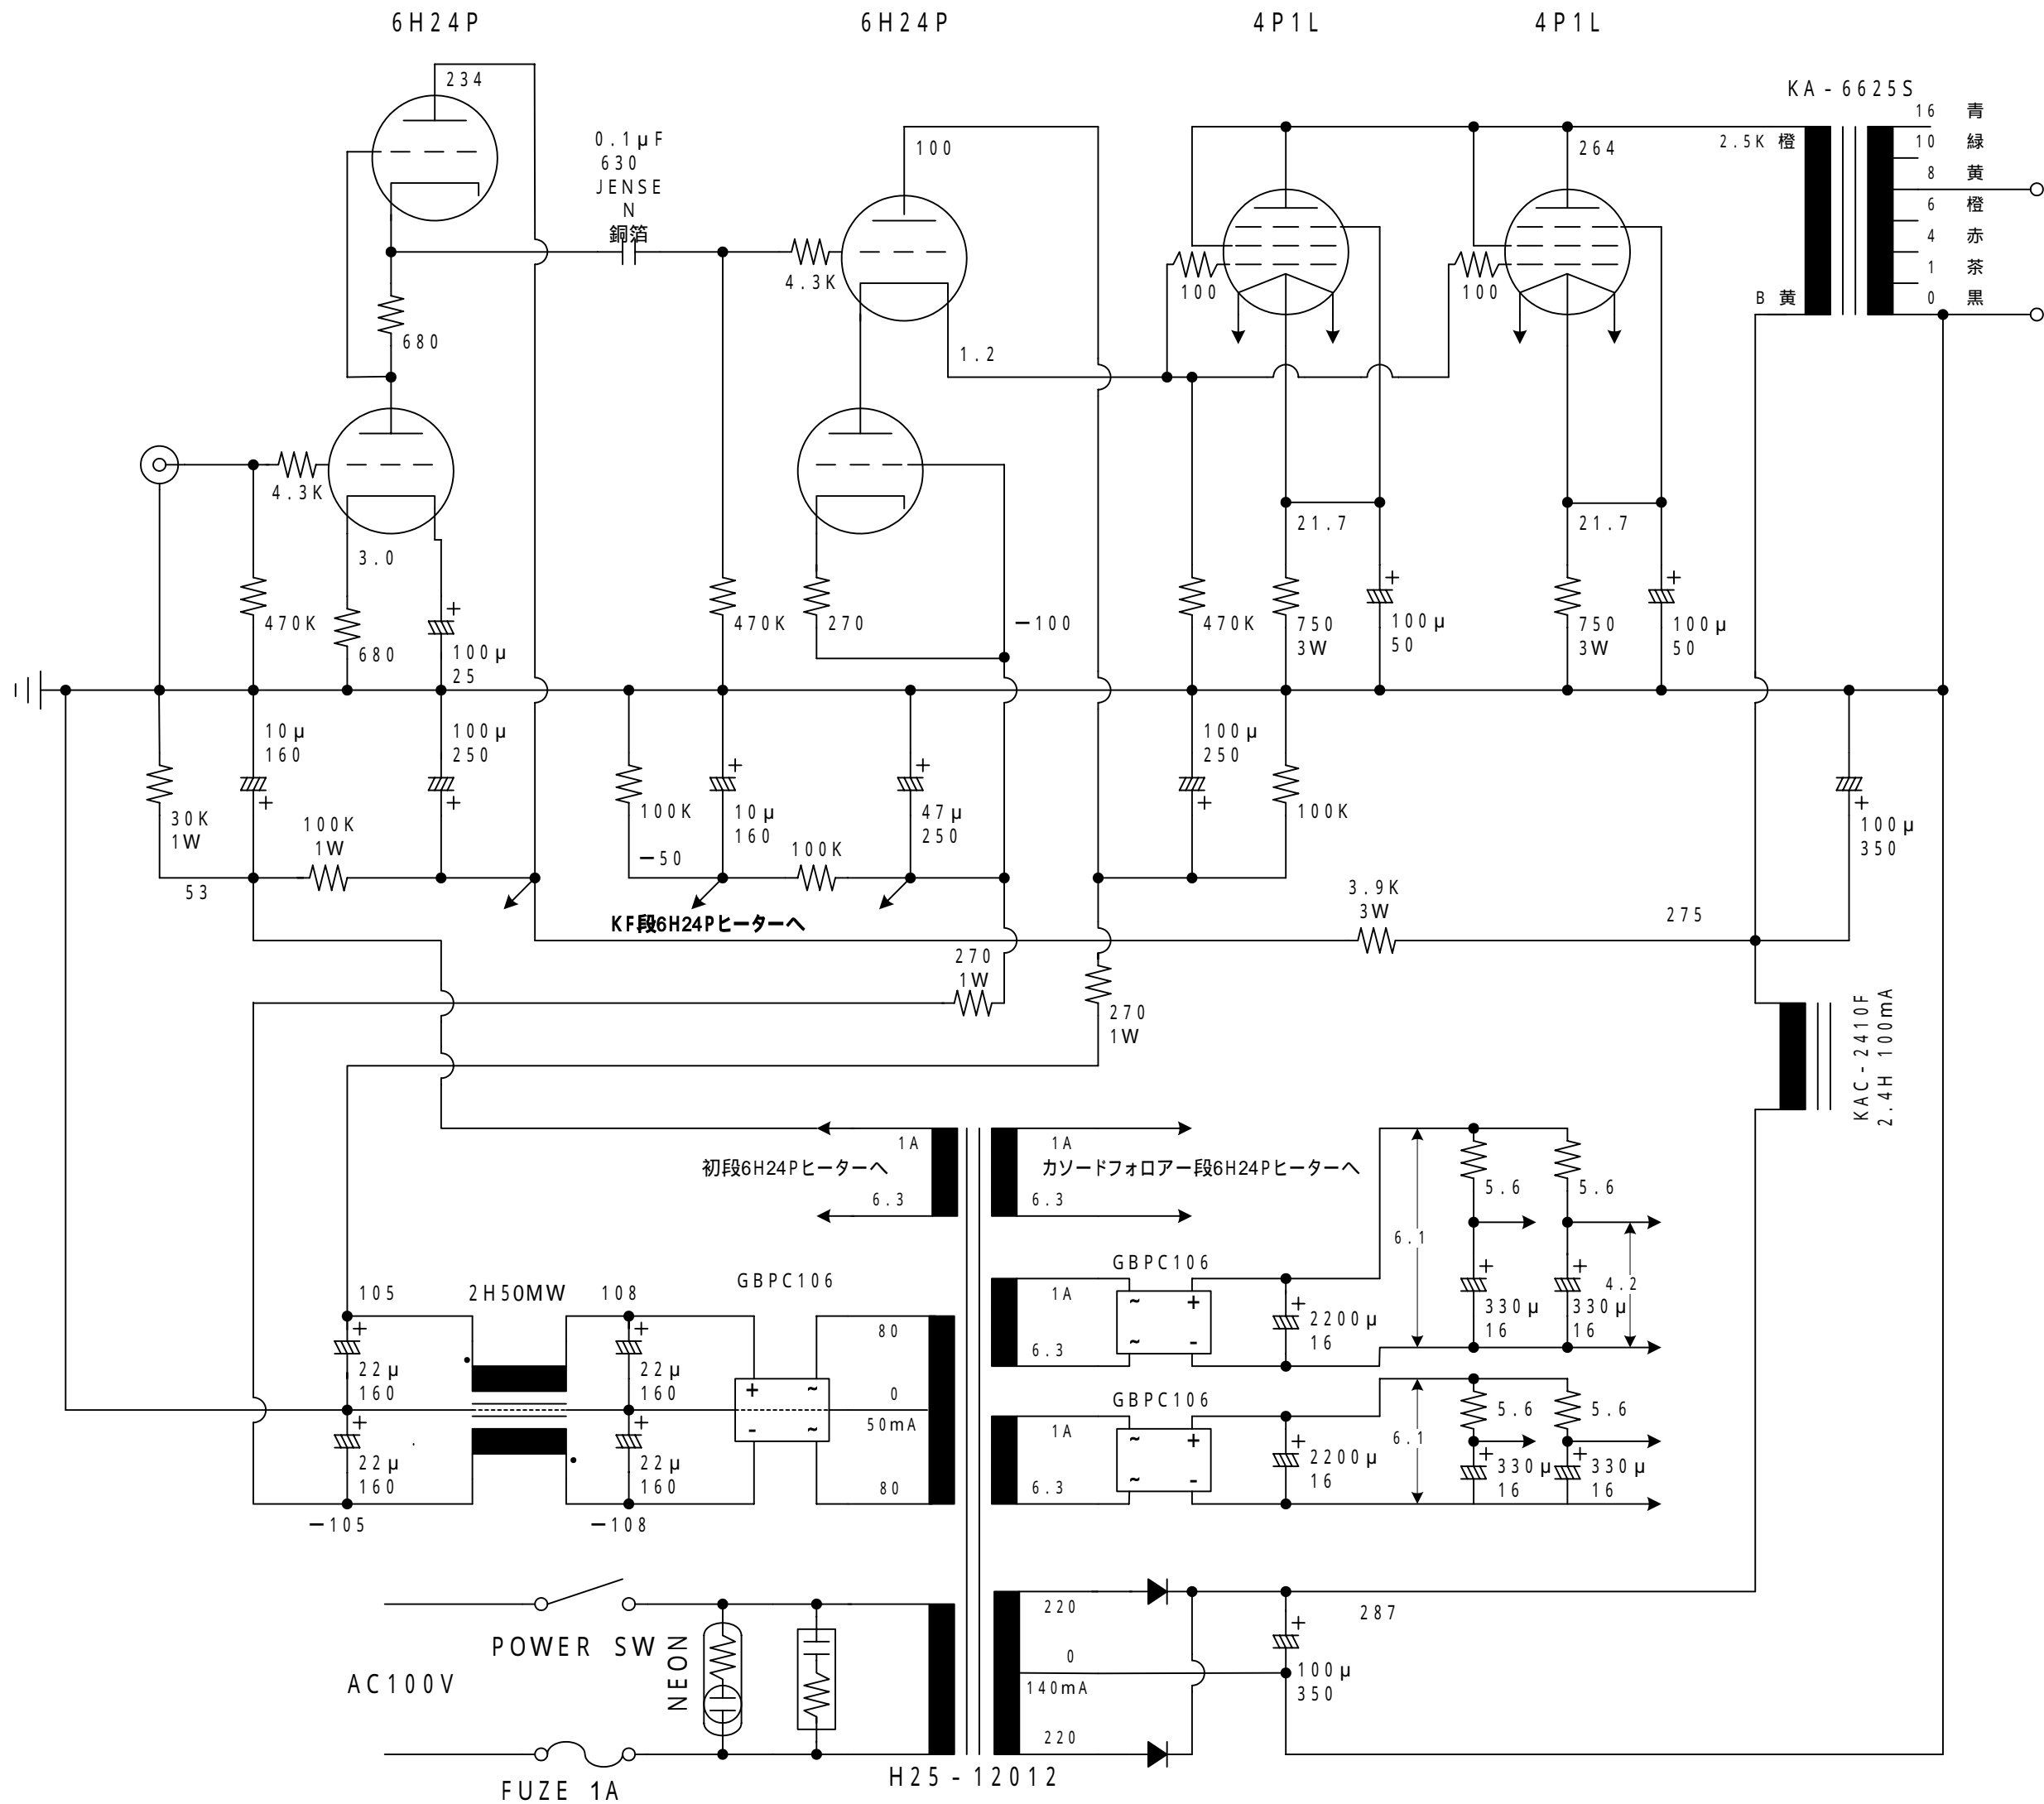 6H24P
6H24P
4P1L
4P1L
234
KA-6625S
16 青
2.5K 橙
10 緑
8 黄
6 橙
4 赤
1 茶
B 黄
0 黒
0.1μF
630
JENSE
N
銅箔
100
264
4.3K
100
100
680
1.2
4.3K
3.0
21.7
21.7
470K
680
100μ
25
470K
270
−100
470K
750
3W
100μ
50
750
3W
100μ
50
10μ
160
100μ
250
100μ
250
30K
1W
100K
1W
100K
10μ
160
47μ
250
100K
100μ
350
53
−50
100K
KF段6H24Pヒーターへ
3.9K
3W
275
270
1W
270
1W
KAC-2410F
2.4H 100mA
1A
1A
初段6H24Pヒーターへ
カソードフォロアー段6H24Pヒーターへ
6.3
6.3
5.6
5.6
6.1
4.2
330μ
16
330μ
16
GBPC106
1A
~
+
~
-
6.3
2200μ
16
105
2H50MW
108
GBPC106
80
22μ
160
22μ
160
+
~
-
~
0
50mA
22μ
160
22μ
160
80
−105
−108
GBPC106
1A
~
+
~
-
6.3
2200μ
16
6.1
5.6
5.6
330μ
16
330μ
16
POWER SW
NEON
AC100V
FUZE 1A
H25-12012
220
0
140mA
220
287
100μ
350